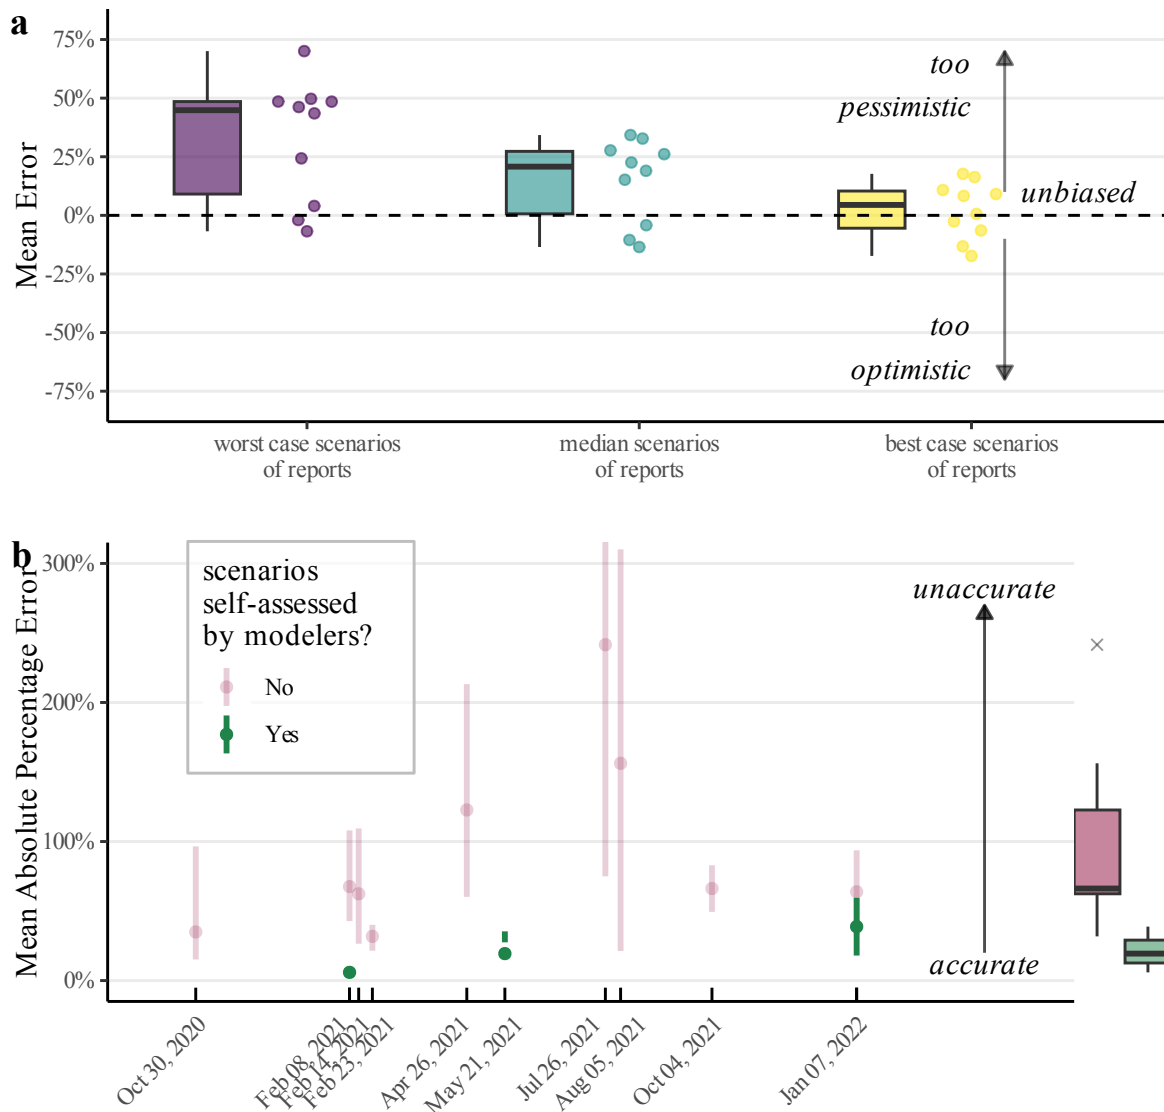 a
75%
50%
25%
0%
-25%
-50%
-75%
Mean Error
too
pessimistic
unbiased
too
optimistic
worst case scenarios
of reports
median scenarios
of reports
best case scenarios
of reports
b
300%
200%
100%
0%
Mean Absolute Percentage Error
scenarios
self-assessed
by modelers?
No
Yes
unaccurate
accurate
Oct 30, 2020
Feb 08, 2021
Feb 14, 2021
Feb 23, 2021
Apr 26, 2021
May 21, 2021
Jul 26, 2021
Aug 05, 2021
Oct 04, 2021
Jan 07, 2022